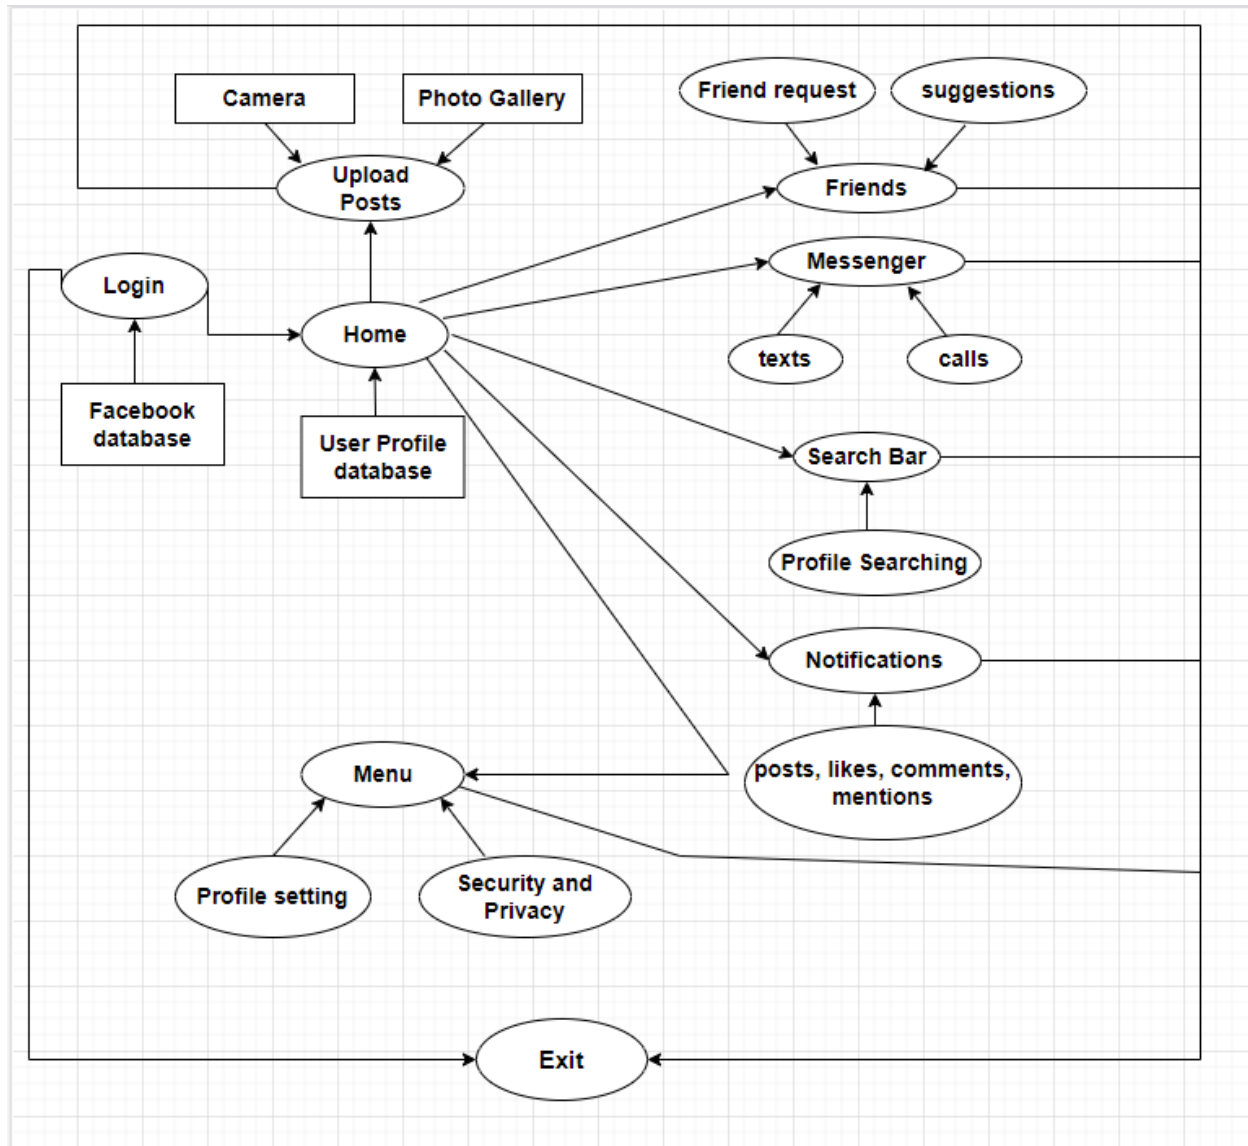 Camera
Photo Gallery
Friend request
suggestions
Upload
Posts
Friends
Login
Messenger
Home
texts
calls
Facebook
database
User Profile
database
Search Bar
Profile Searching
Notifications
Menu
posts, likes, comments,
mentions
Profile setting
Security and
Privacy
Exit